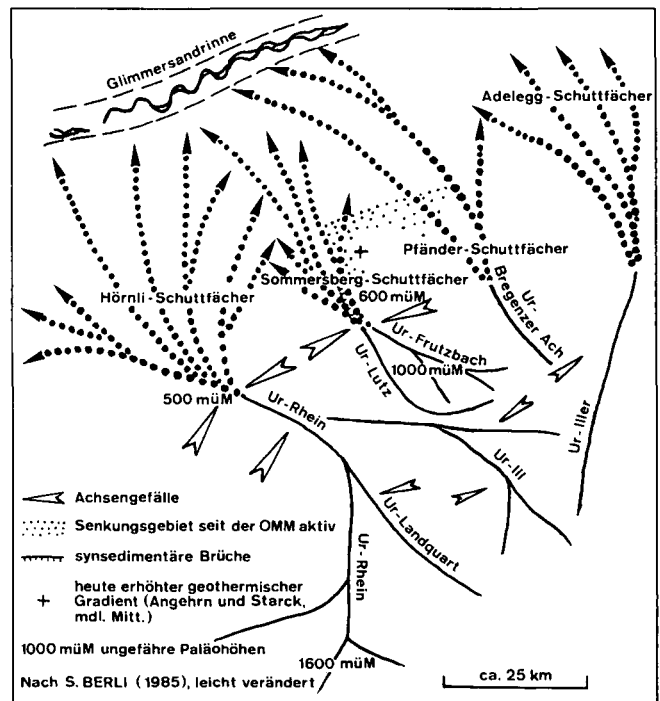 Glimmersandrinne
Adelegg-Schuttfächer
Pfänder-Schuttfächer
Sommersberg-Schuttfächer
Hörnli-Schuttfächer
600 müM
Ur-
Bregenzer Ach
Ur-Frutzbach
1000 müM
Ur-Lutz
500 müM
Ur-Rhein
Ur-Iller
Ur-Ill
Ur-Landquart
Ur-Rhein
Achsengefälle
Senkungsgebiet seit der OMM aktiv
synsedimentäre Brüche
heute erhöhter geothermischer
Gradient (Angehrn und Starck,
mdl. Mitt.)
1000 müM ungefähre Paläohöhen
1600 müM
Nach S. BERLI (1985), leicht verändert
ca. 25 km